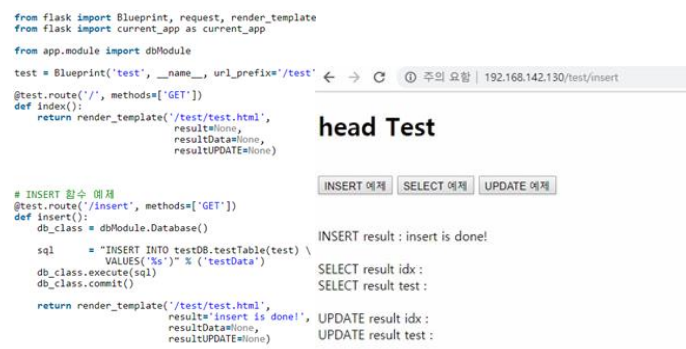 from flask import Blueprint, request, render_template
from flask import current_app as current_app
from app.module import dbModule
test = Blueprint('test', __name__, url_prefix='/test'
@test.route('/', methods=['GET'])
def index():
    return render_template('/test/test.html',
                            result=None,
                            resultData=None,
                            resultUPDATE=None)
# INSERT 함수 예제
@test.route('/insert', methods=['GET'])
def insert():
    db_class = dbModule.Database()
    sql      = "INSERT INTO testDB.testTable(test) \
                VALUES('%s')" % ('testData')
    db_class.execute(sql)
    db_class.commit()
    return render_template('/test/test.html',
                           result='insert is done!',
                           resultData=None,
                           resultUPDATE=None)
주의 요함 | 192.168.142.130/test/insert
head Test
INSERT 예제 SELECT 예제 UPDATE 예제
INSERT result : insert is done!
SELECT result idx :
SELECT result test :
UPDATE result idx :
UPDATE result test :